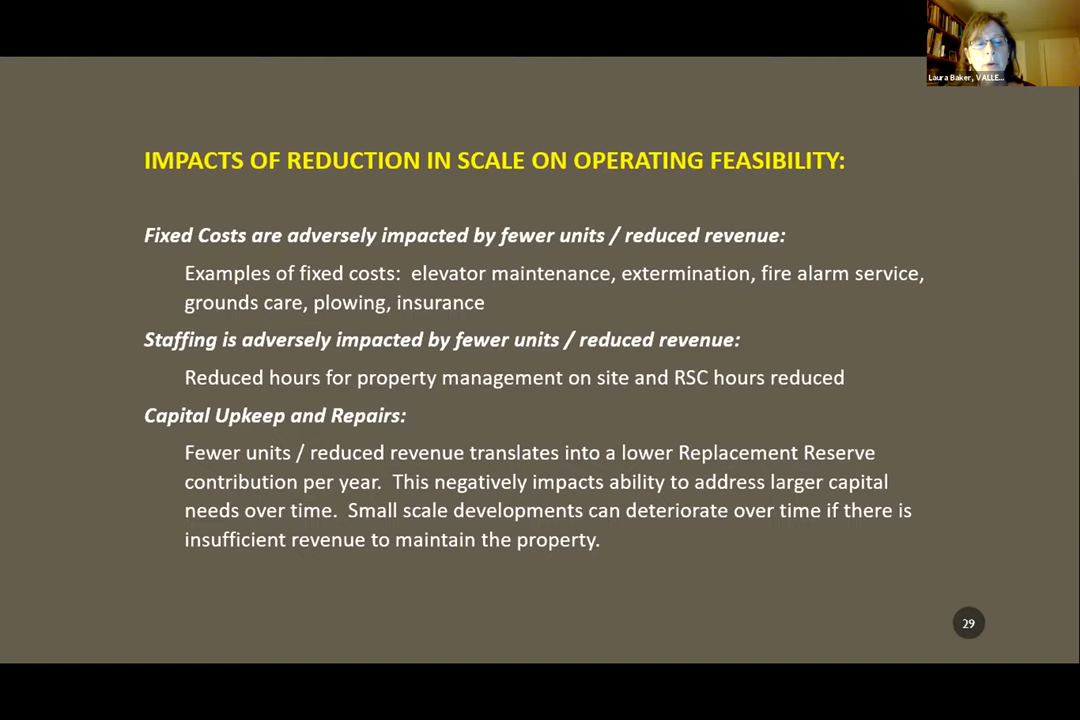 Laura Baker, VALLE...
IMPACTS OF REDUCTION IN SCALE ON OPERATING FEASIBILITY:
Fixed Costs are adversely impacted by fewer units / reduced revenue:
Examples of fixed costs:  elevator maintenance, extermination, fire alarm service,
grounds care, plowing, insurance
Staffing is adversely impacted by fewer units / reduced revenue:
Reduced hours for property management on site and RSC hours reduced
Capital Upkeep and Repairs:
Fewer units / reduced revenue translates into a lower Replacement Reserve
contribution per year.  This negatively impacts ability to address larger capital
needs over time.  Small scale developments can deteriorate over time if there is
insufficient revenue to maintain the property.
29